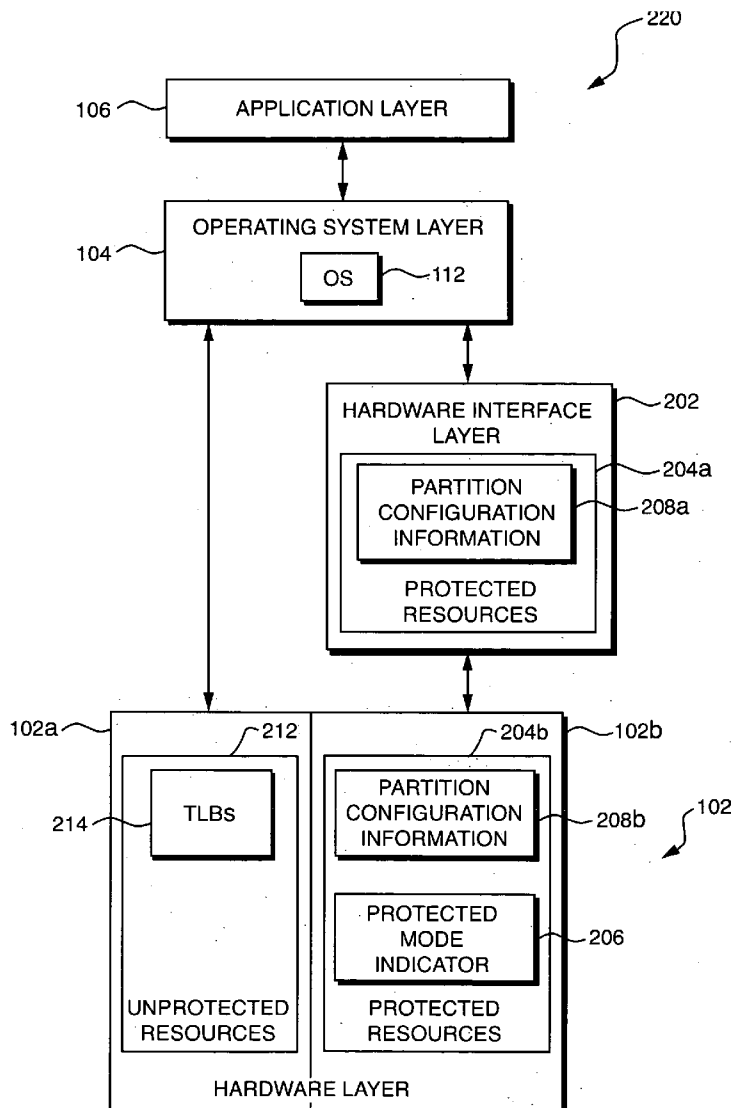 220
106
APPLICATION LAYER
104
OPERATING SYSTEM LAYER
OS
112
202
HARDWARE INTERFACE
LAYER
204a
PARTITION
CONFIGURATION
INFORMATION
208a
PROTECTED
RESOURCES
102a
212
204b
102b
TLBs
214
PARTITION
CONFIGURATION
INFORMATION
208b
102
PROTECTED
MODE
INDICATOR
206
UNPROTECTED
RESOURCES
PROTECTED
RESOURCES
HARDWARE LAYER